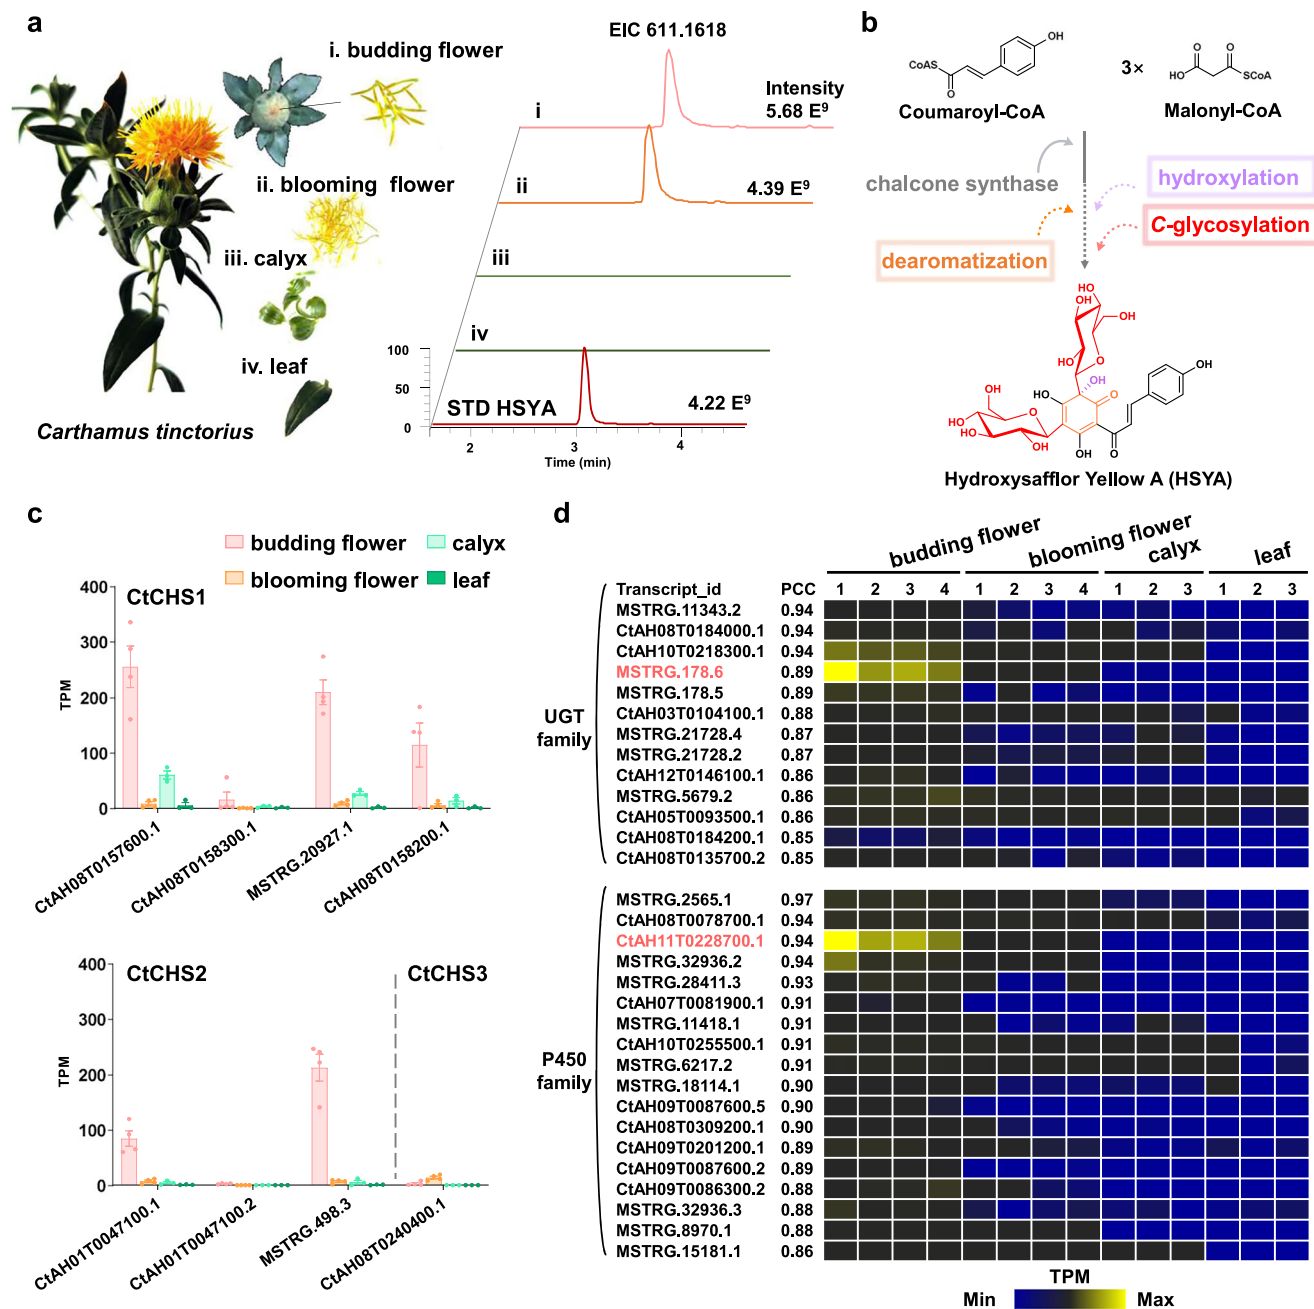 a
i. budding flower
ii. blooming flower
iii. calyx
iv. leaf
Carthamus tinctorius
EIC 611.1618
Intensity
i
5.68 E9
ii
4.39 E9
iii
iv
100
50
0
STD HSYA
4.22 E9
2
3
4
Time (min)
b
CoAS
O
OH
3×
O
O
HO
SCoA
Coumaroyl-CoA
Malonyl-CoA
chalcone synthase
hydroxylation
C-glycosylation
dearomatization
HO
OH
OH
HO
O
OH
HO
OH
O
OH
HO
O
HO
HO
OH
OH
O
Hydroxysafflor Yellow A (HSYA)
c
budding flower
calyx
blooming flower
leaf
CtCHS1
400
300
200
100
0
TPM
CtAH08T0157600.1
CtAH08T0158300.1
MSTRG.20927.1
CtAH08T0158200.1
CtCHS2
CtCHS3
400
300
200
100
0
TPM
CtAH01T0047100.1
CtAH01T0047100.2
MSTRG.498.3
CtAH08T0240400.1
d
budding flower
blooming flower
calyx
leaf
Transcript_id PCC 1 2 3 4 1 2 3 4 1 2 3 1 2 3
UGT
family
MSTRG.11343.2 0.94
CtAH08T0184000.1 0.94
CtAH10T0218300.1 0.94
MSTRG.178.6 0.89
MSTRG.178.5 0.89
CtAH03T0104100.1 0.88
MSTRG.21728.4 0.87
MSTRG.21728.2 0.87
CtAH12T0146100.1 0.86
MSTRG.5679.2 0.86
CtAH05T0093500.1 0.86
CtAH08T0184200.1 0.85
CtAH08T0135700.2 0.85
P450
family
MSTRG.2565.1 0.97
CtAH08T0078700.1 0.94
CtAH11T0228700.1 0.94
MSTRG.32936.2 0.94
MSTRG.28411.3 0.93
CtAH07T0081900.1 0.91
MSTRG.11418.1 0.91
CtAH10T0255500.1 0.91
MSTRG.6217.2 0.91
MSTRG.18114.1 0.90
CtAH09T0087600.5 0.90
CtAH08T0309200.1 0.90
CtAH09T0201200.1 0.89
CtAH09T0087600.2 0.89
CtAH09T0086300.2 0.88
MSTRG.32936.3 0.88
MSTRG.8970.1 0.88
MSTRG.15181.1 0.86
TPM
Min
Max